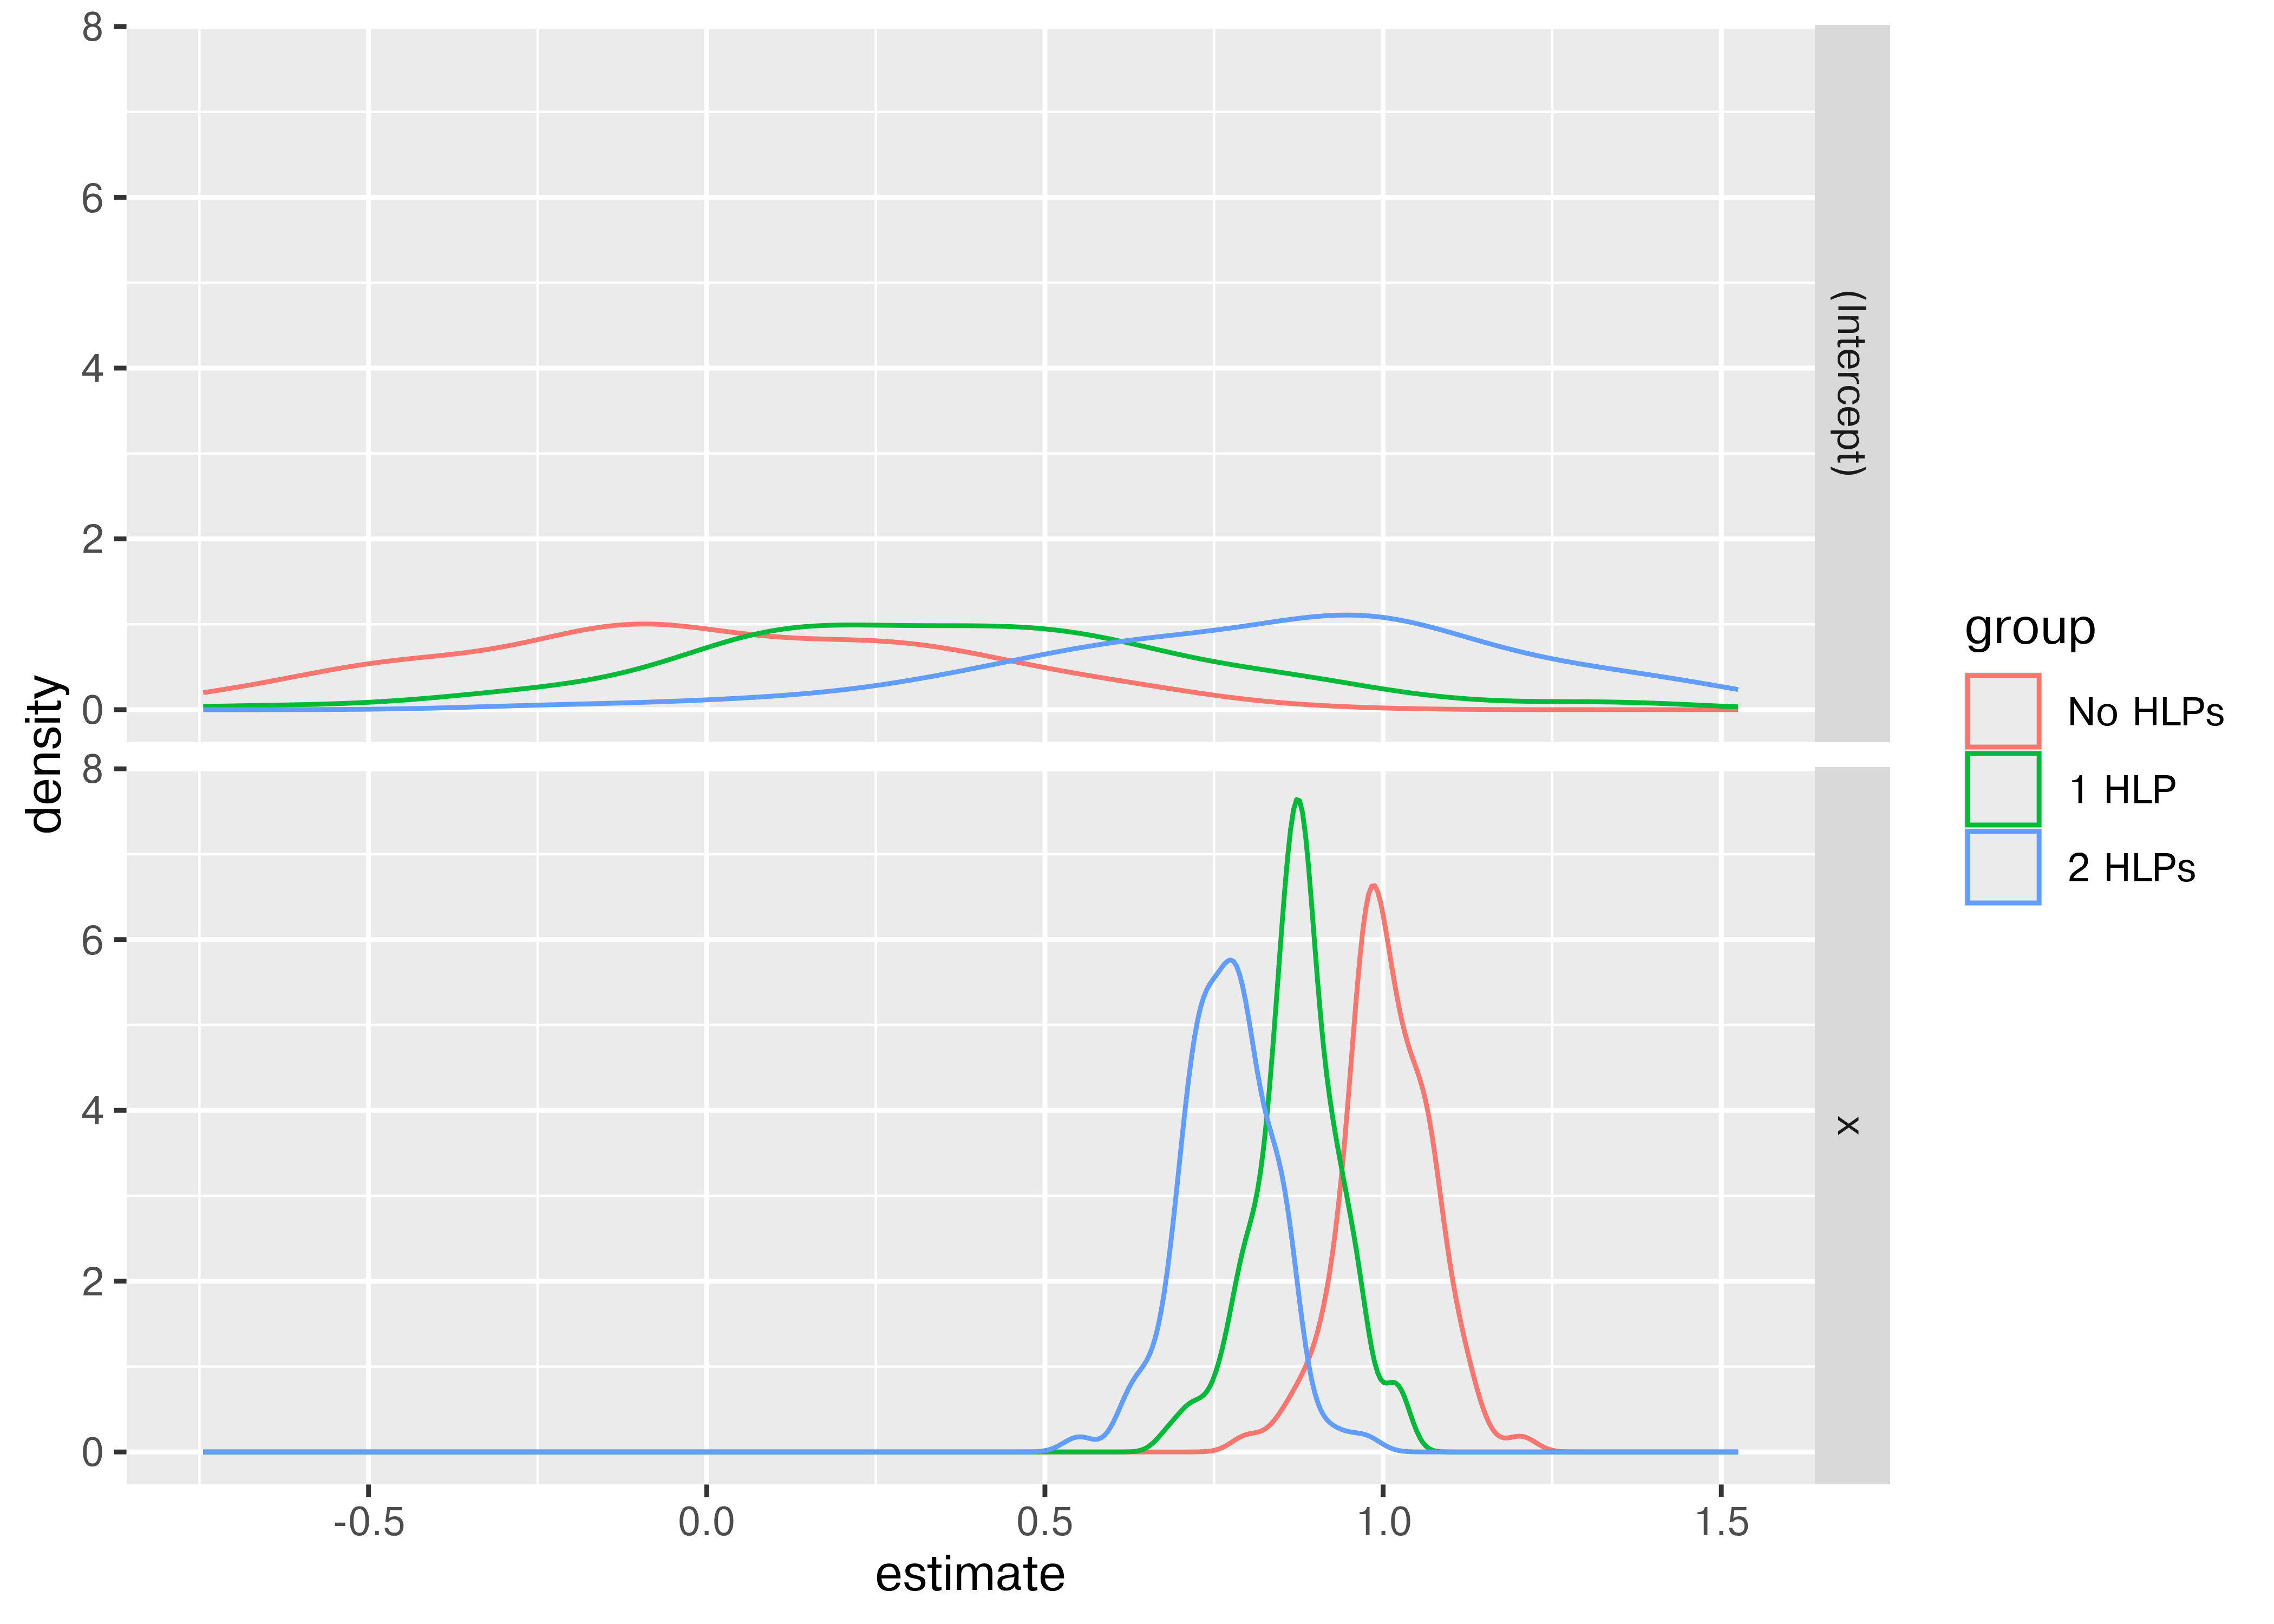 8
6
4
2
0
(Intercept)
8
6
4
2
0
x
density
-0.5 0.0 0.5 1.0 1.5
estimate
group
No HLPs
1 HLP
2 HLPs